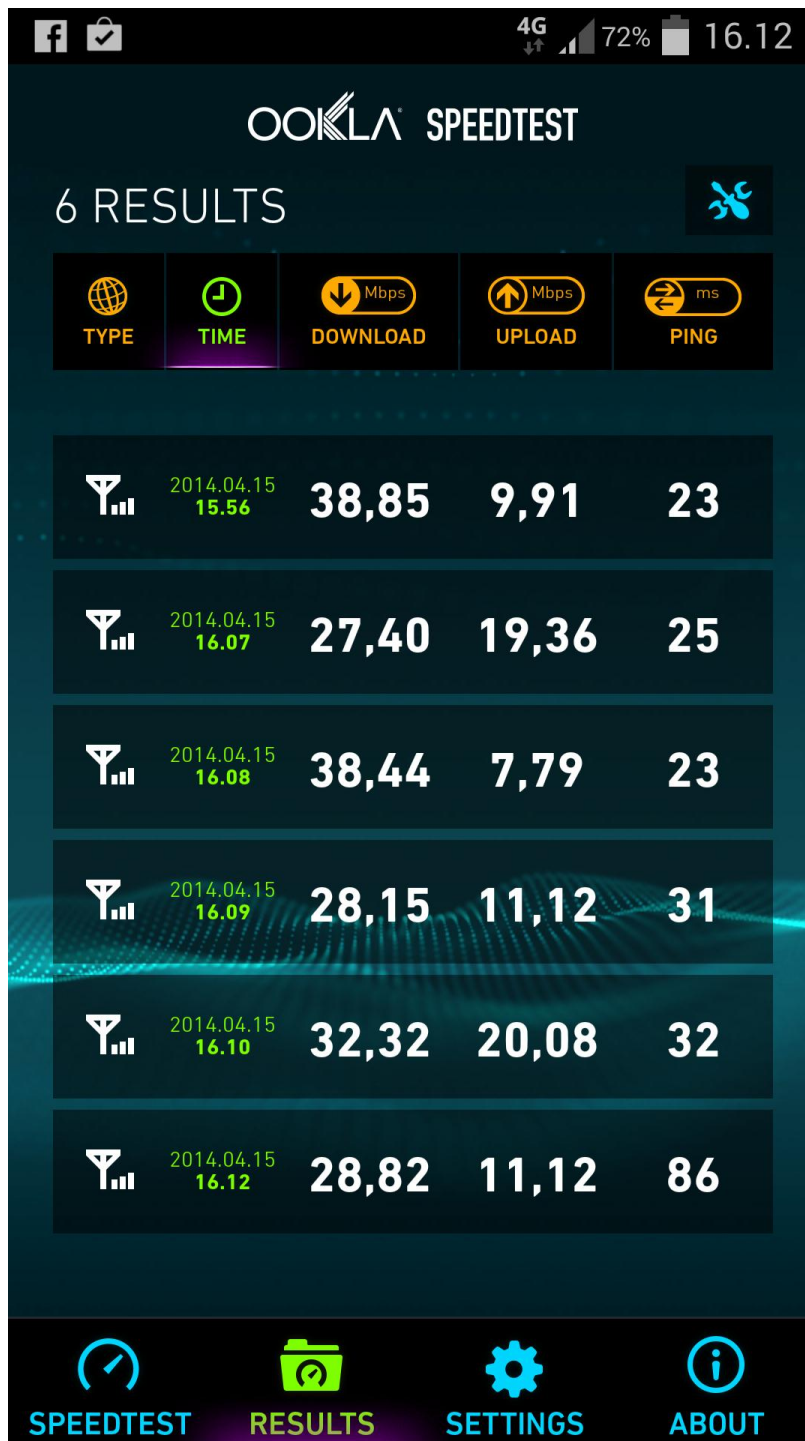 4G 72% 16.12
OOKLA SPEEDTEST
6 RESULTS
Mbps Mbps ms
TYPE TIME DOWNLOAD UPLOAD PING
2014.04.15
15.56 38,85 9,91 23
2014.04.15
16.07 27,40 19,36 25
2014.04.15
16.08 38,44 7,79 23
2014.04.15
16.09 28,15 11,12 31
2014.04.15
16.10 32,32 20,08 32
2014.04.15
16.12 28,82 11,12 86
SPEEDTEST RESULTS SETTINGS ABOUT